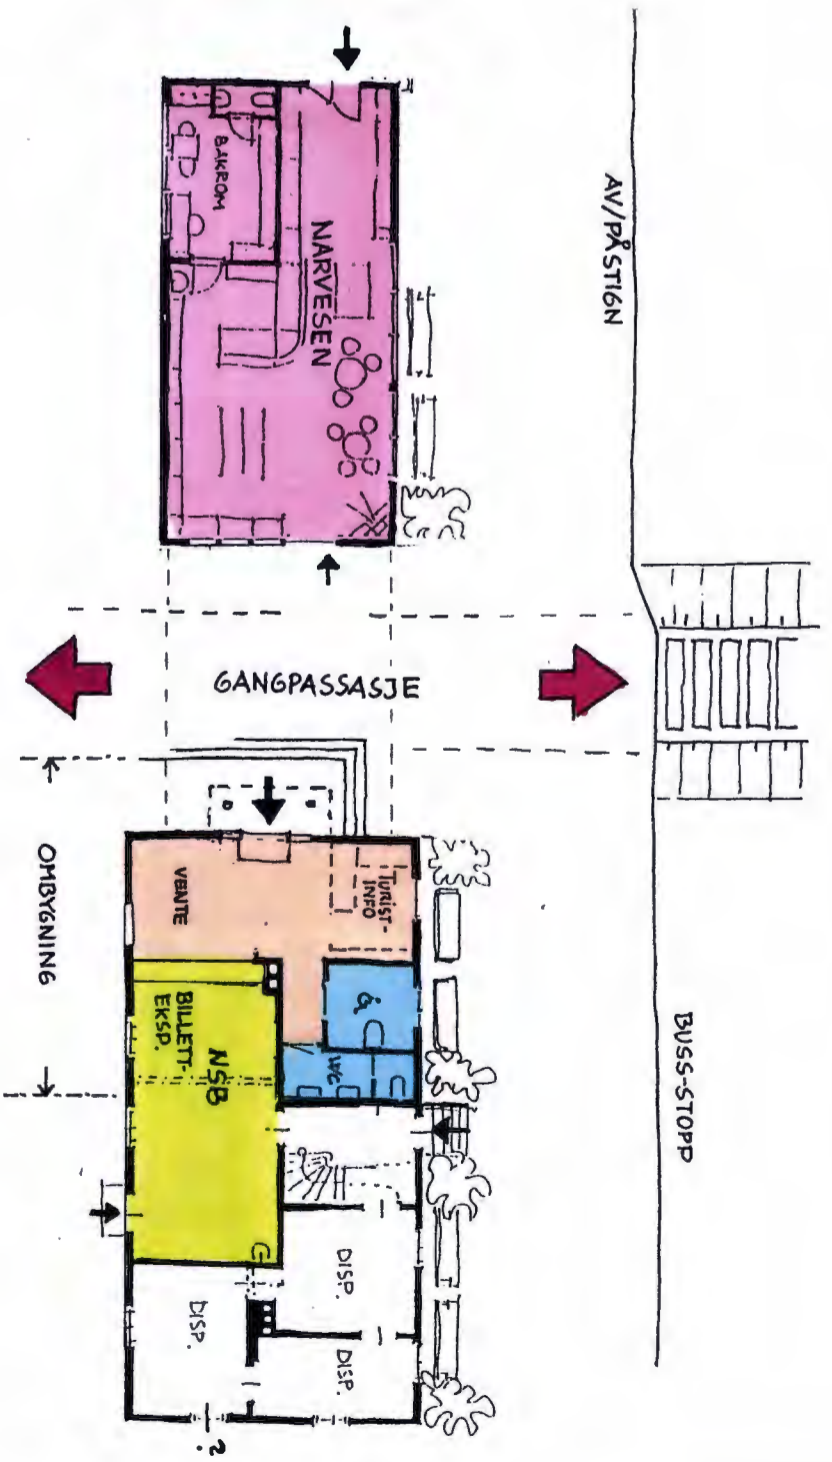 AV/PÅSTIGN
BAKROM
NARVESEN
GANGPASSASJE
OMBYGNING
VENTE
TURIST-
INFO
BILLETT-
EKSP.
NSB
WC
BUSS-STOPP
DISP.
DISP.
DISP.
?